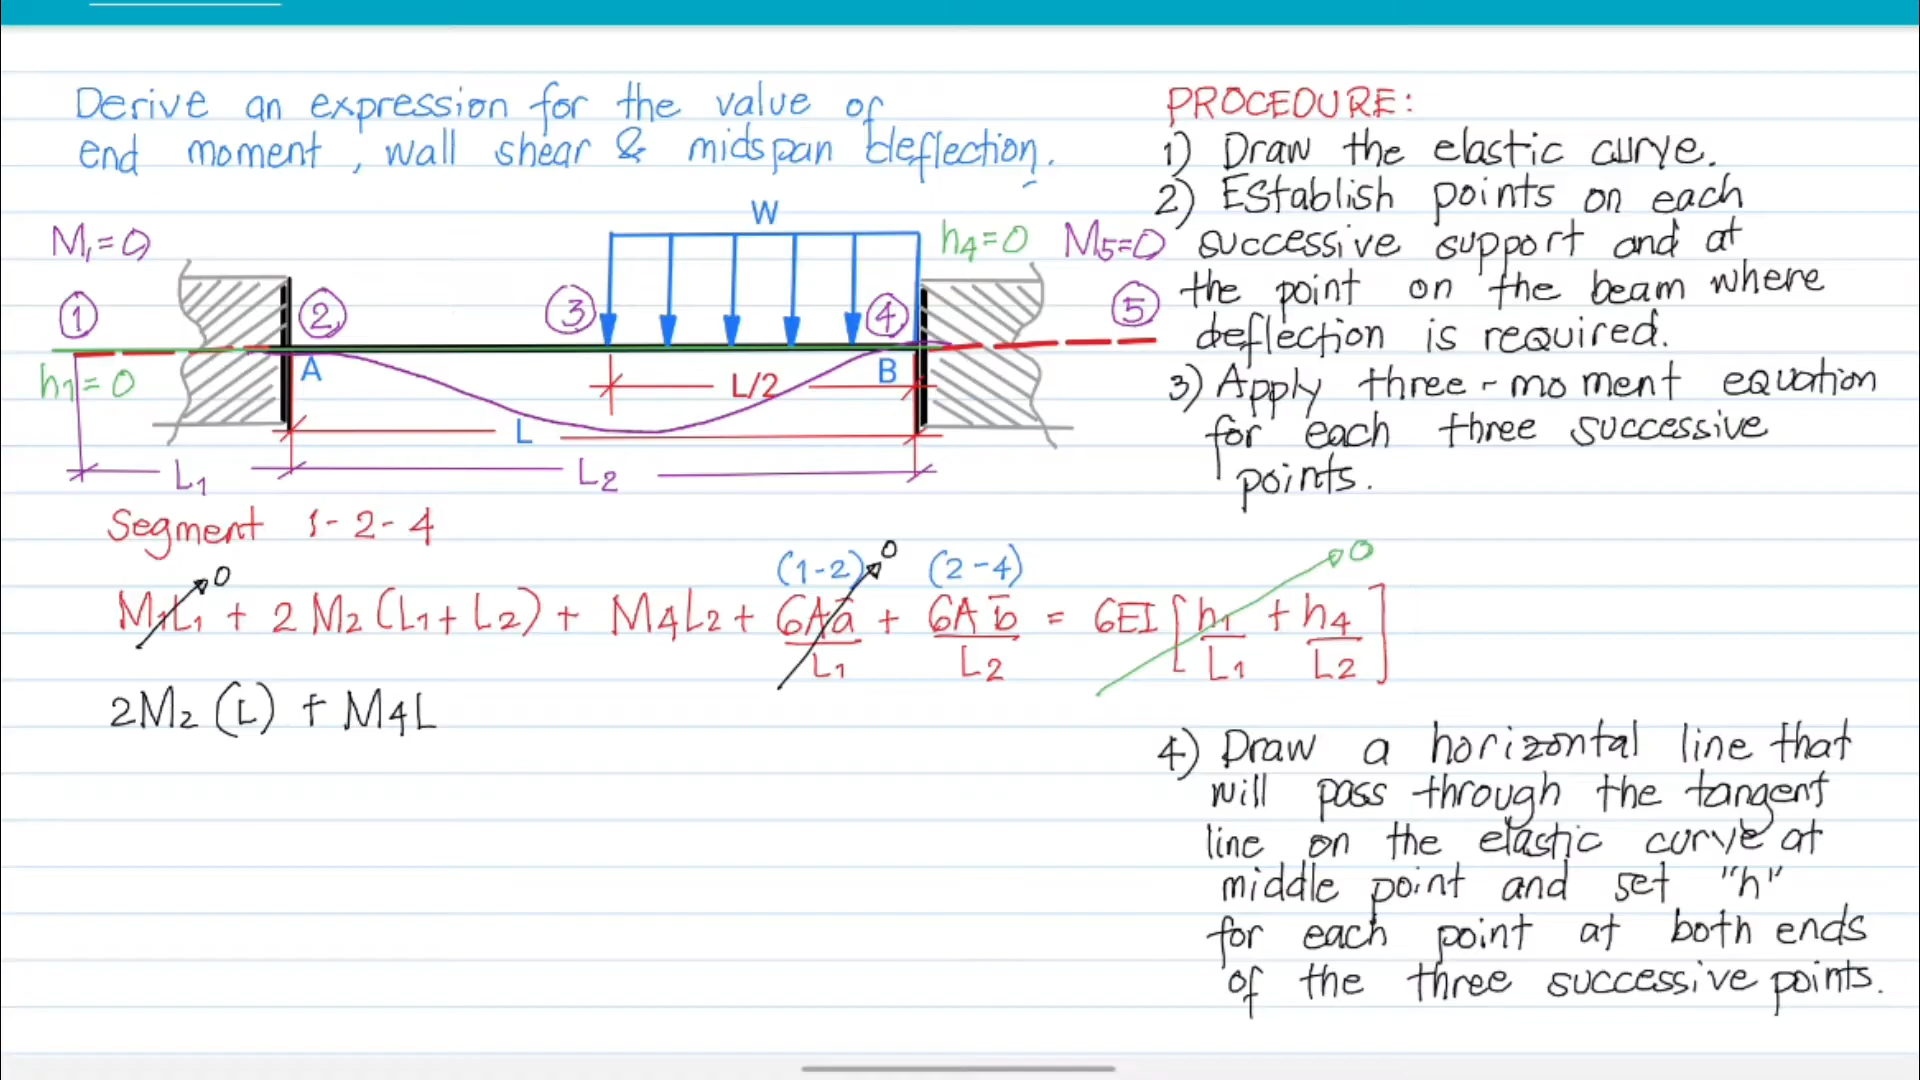 Derive an expression for the value of
end moment, wall shear & midspan deflection.
W
M1=0
h4=0
M5=0
1
2
3
4
5
h1=0
A
B
L/2
L
L1
L2
Segment 1-2-4
(1-2) 0 (2-4) 0
0
M1L1 + 2M2(L1+L2) + M4L2 + 6Aā/L1 + 6Ab̄/L2 = 6EI[h1/L1 + h4/L2]
2M2(L) + M4L
PROCEDURE:
1) Draw the elastic curve.
2) Establish points on each
successive support and at
the point on the beam where
deflection is required.
3) Apply three-moment equation
for each three successive
points.
4) Draw a horizontal line that
will pass through the tangent
line on the elastic curve at
middle point and set "h"
for each point at both ends
of the three successive points.